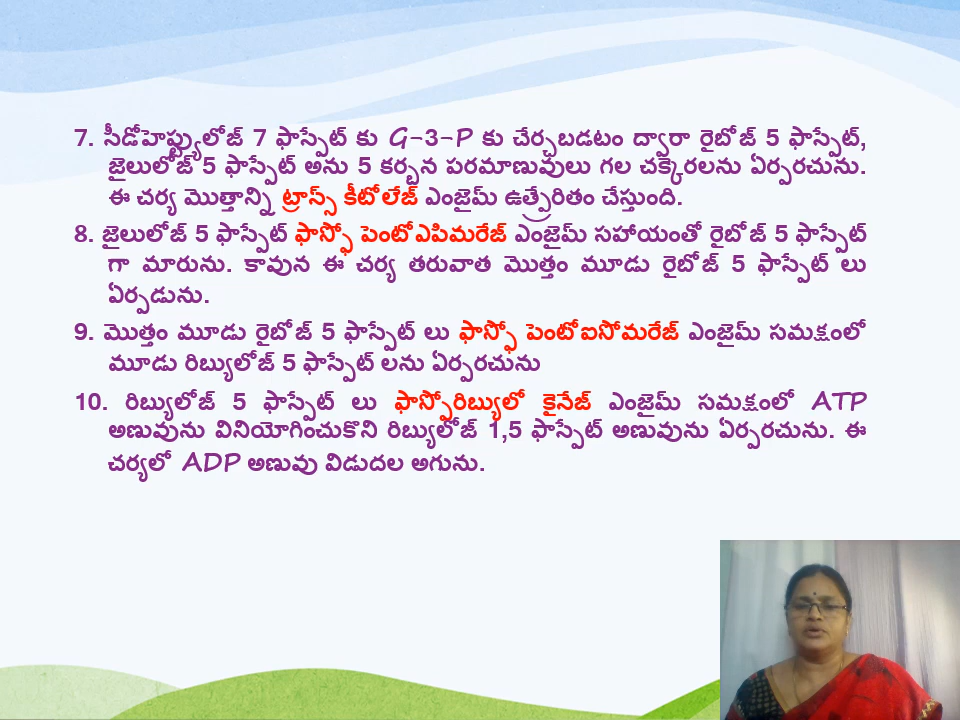 7. సీడోహెప్ట్యులోజ్ 7 ఫాస్ఫేట్ కు G-3-P కు చేర్చబడటం ద్వారా రైబోజ్ 5 ఫాస్ఫేట్,
జైలులోజ్ 5 ఫాస్ఫేట్ అను 5 కర్బన పరమాణువులు గల చక్కెరలను ఏర్పరచును.
ఈ చర్య మొత్తాన్ని ట్రాన్స్ కీటోలేజ్ ఎంజైమ్ ఉత్ప్రేరితం చేస్తుంది.
8. జైలులోజ్ 5 ఫాస్ఫేట్ ఫాస్ఫో పెంటోఎపిమరేజ్ ఎంజైమ్ సహాయంతో రైబోజ్ 5 ఫాస్ఫేట్
గా మారును. కావున ఈ చర్య తరువాత మొత్తం మూడు రైబోజ్ 5 ఫాస్ఫేట్ లు
ఏర్పడును.
9. మొత్తం మూడు రైబోజ్ 5 ఫాస్ఫేట్ లు ఫాస్ఫో పెంటోఐసోమరేజ్ ఎంజైమ్ సమక్షంలో
మూడు రిబ్యులోజ్ 5 ఫాస్ఫేట్ లను ఏర్పరచును
10. రిబ్యులోజ్ 5 ఫాస్ఫేట్ లు ఫాస్ఫోరిబ్యులో కైనేజ్ ఎంజైమ్ సమక్షంలో ATP
అణువును వినియోగించుకొని రిబ్యులోజ్ 1,5 ఫాస్ఫేట్ అణువును ఏర్పరచును. ఈ
చర్యలో ADP అణువు విడుదల అగును.